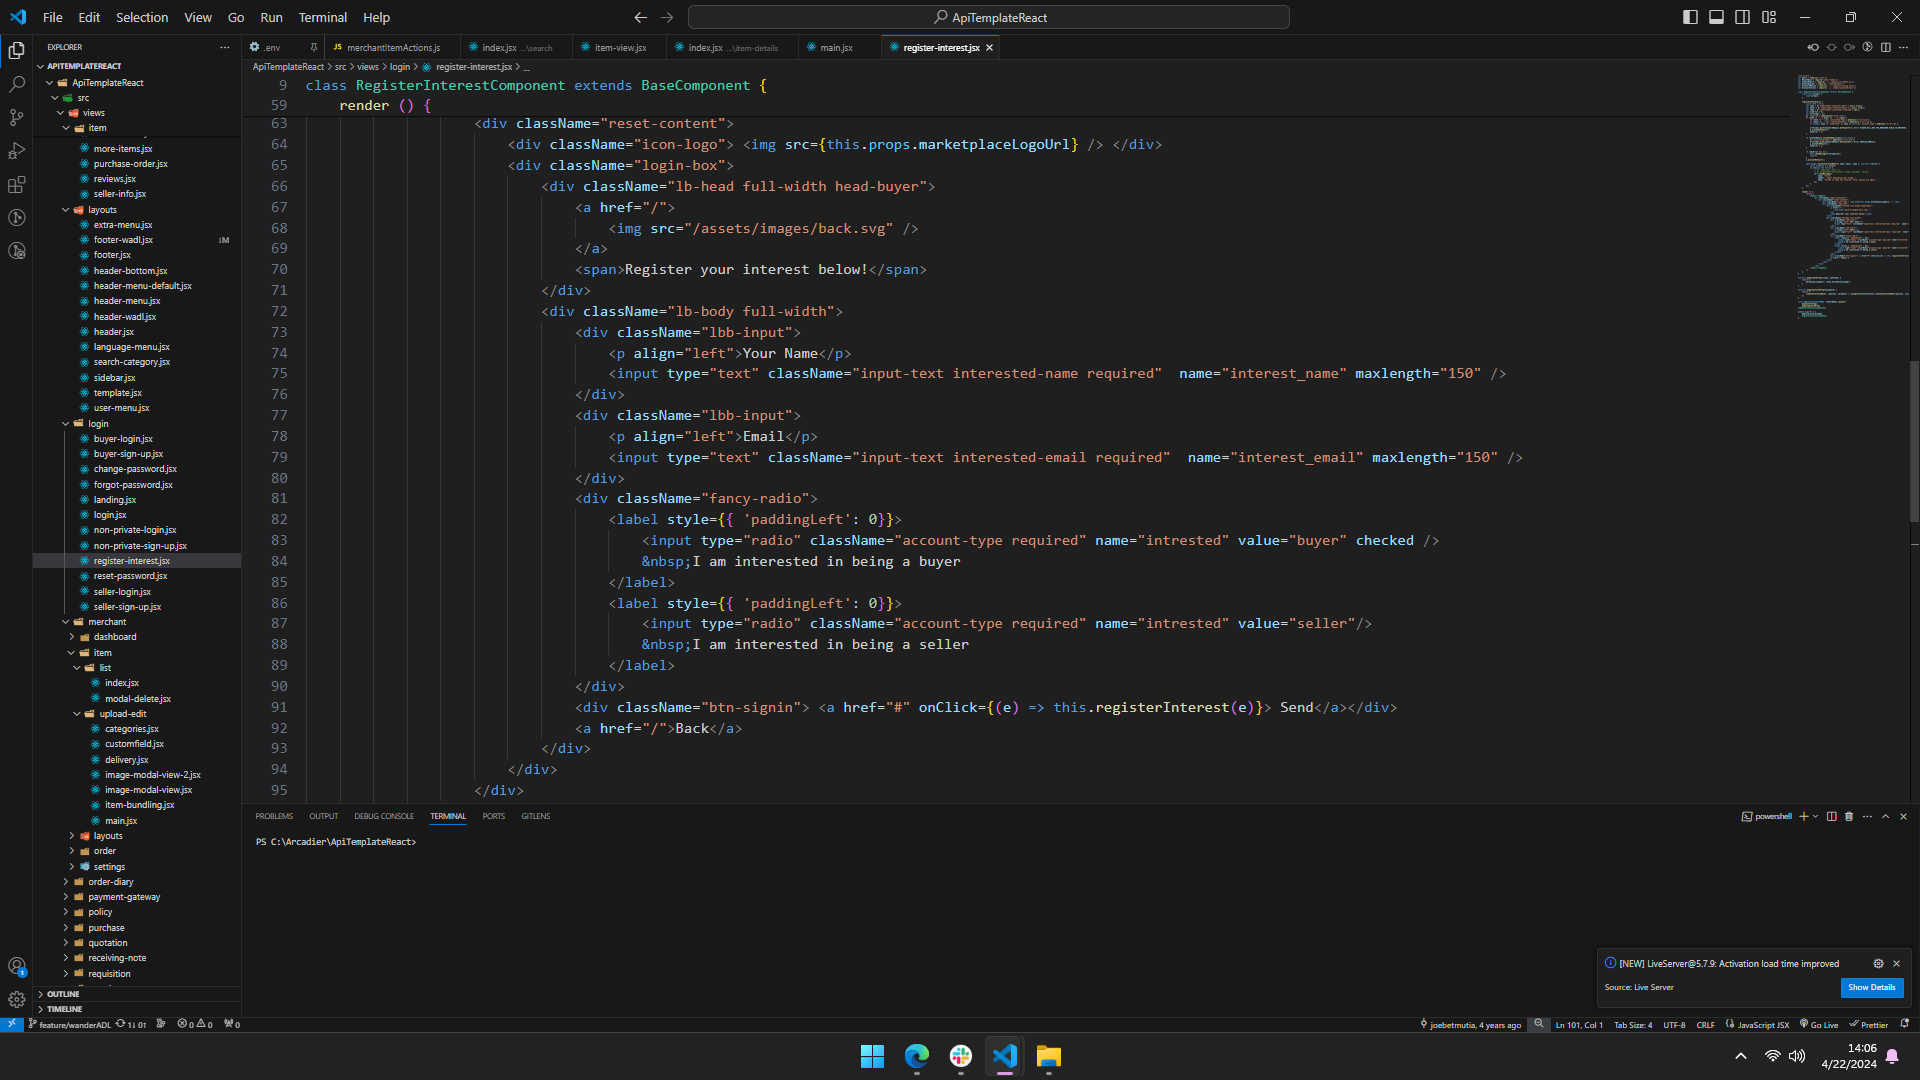 File Edit Selection View Go Run Terminal Help
ApiTemplateReact
EXPLORER
APITEMPLATEREACT
ApiTemplateReact
src
views
item
more-items.jsx
purchase-order.jsx
reviews.jsx
seller-info.jsx
layouts
extra-menu.jsx
footer-wadl.jsx ↓M
footer.jsx
header-bottom.jsx
header-menu-default.jsx
header-menu.jsx
header-wadl.jsx
header.jsx
language-menu.jsx
search-category.jsx
sidebar.jsx
template.jsx
user-menu.jsx
login
buyer-login.jsx
buyer-sign-up.jsx
change-password.jsx
forgot-password.jsx
landing.jsx
login.jsx
non-private-login.jsx
non-private-sign-up.jsx
register-interest.jsx
reset-password.jsx
seller-login.jsx
seller-sign-up.jsx
merchant
dashboard
item
list
index.jsx
modal-delete.jsx
upload-edit
categories.jsx
customfield.jsx
delivery.jsx
image-modal-view-2.jsx
image-modal-view.jsx
item-bundling.jsx
main.jsx
layouts
order
settings
order-diary
payment-gateway
policy
purchase
quotation
receiving-note
requisition
OUTLINE
TIMELINE
.env
JS merchantItemActions.js
index.jsx ...\search
item-view.jsx
index.jsx ...\item-details
main.jsx
register-interest.jsx
ApiTemplateReact > src > views > login > register-interest.jsx > ...
9 class RegisterInterestComponent extends BaseComponent {
59 render () {
63 <div className="reset-content">
64 <div className="icon-logo"> <img src={this.props.marketplaceLogoUrl} /> </div>
65 <div className="login-box">
66 <div className="lb-head full-width head-buyer">
67 <a href="/">
68 <img src="/assets/images/back.svg" />
69 </a>
70 <span>Register your interest below!</span>
71 </div>
72 <div className="lb-body full-width">
73 <div className="lbb-input">
74 <p align="left">Your Name</p>
75 <input type="text" className="input-text interested-name required"  name="interest_name" maxlength="150" />
76 </div>
77 <div className="lbb-input">
78 <p align="left">Email</p>
79 <input type="text" className="input-text interested-email required"  name="interest_email" maxlength="150" />
80 </div>
81 <div className="fancy-radio">
82 <label style={{ 'paddingLeft': 0}}>
83 <input type="radio" className="account-type required" name="intrested" value="buyer" checked />
84 &nbsp;I am interested in being a buyer
85 </label>
86 <label style={{ 'paddingLeft': 0}}>
87 <input type="radio" className="account-type required" name="intrested" value="seller"/>
88 &nbsp;I am interested in being a seller
89 </label>
90 </div>
91 <div className="btn-signin"> <a href="#" onClick={(e) => this.registerInterest(e)}> Send</a></div>
92 <a href="/">Back</a>
93 </div>
94 </div>
95 </div>
PROBLEMS OUTPUT DEBUG CONSOLE TERMINAL PORTS GITLENS
powershell
PS C:\Arcadier\ApiTemplateReact>
[NEW] LiveServer@5.7.9: Activation load time improved
Source: Live Server
Show Details
feature/wanderADL 1↓ 0↑ 0 0 0
joebetmutia, 4 years ago Ln 101, Col 1 Tab Size: 4 UTF-8 CRLF JavaScript JSX Go Live Prettier
14:06
4/22/2024